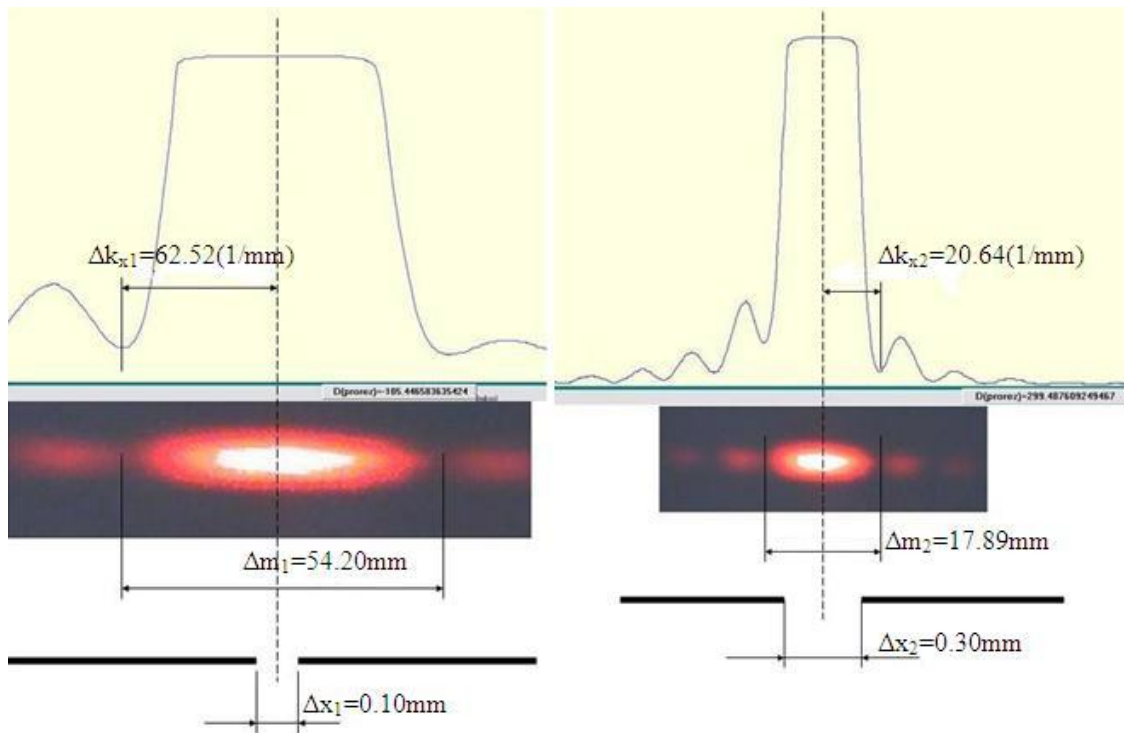 Δkx1=62.52(1/mm)
D(prorez)=-105.446583635424
Δm1=54.20mm
Δx1=0.10mm
Δkx2=20.64(1/mm)
D(prorez)=299.487609249467
Δm2=17.89mm
Δx2=0.30mm